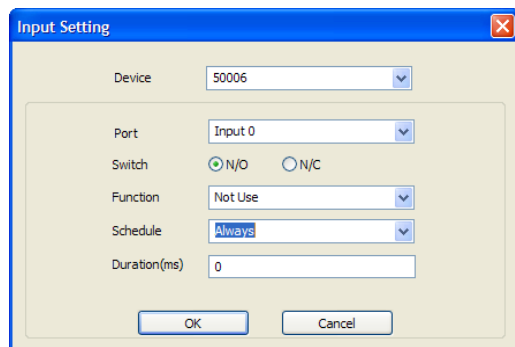 Input Setting
Device 50006
Port Input 0
Switch N/O N/C
Function Not Use
Schedule Always
Duration(ms) 0
OK Cancel